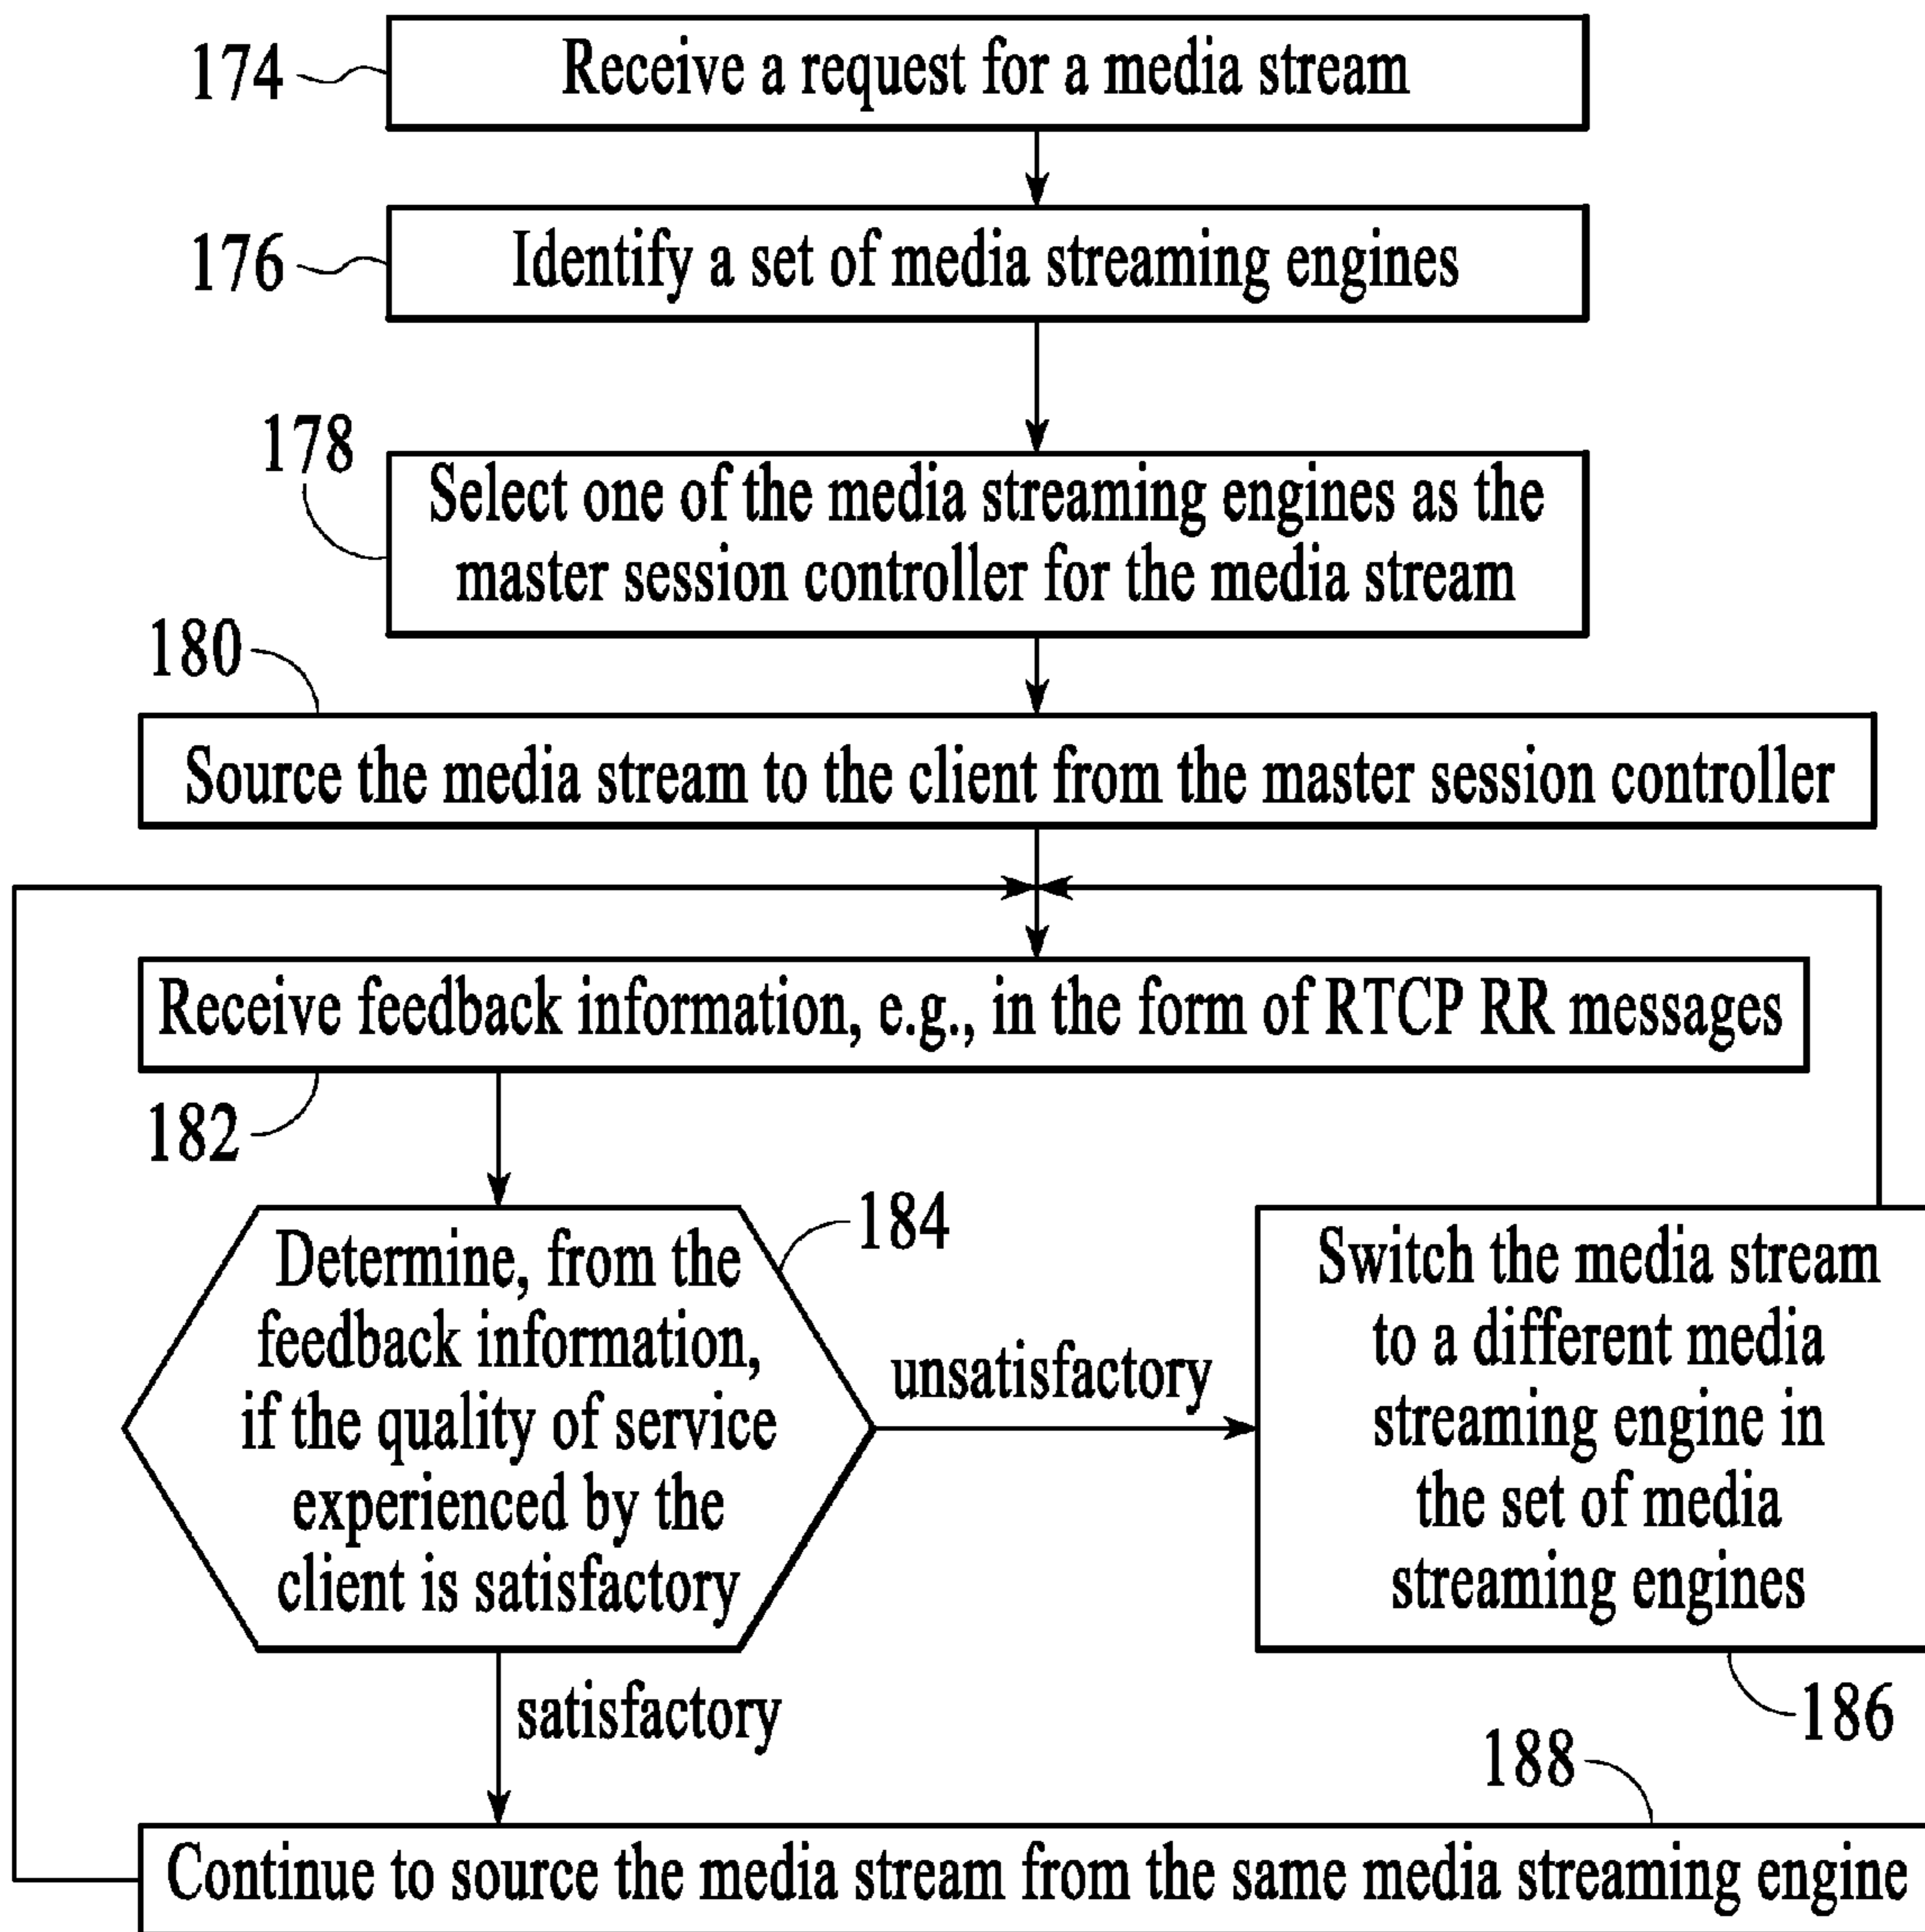 174
Receive a request for a media stream
176
Identify a set of media streaming engines
178
Select one of the media streaming engines as the
master session controller for the media stream
180
Source the media stream to the client from the master session controller
Receive feedback information, e.g., in the form of RTCP RR messages
182
184
Determine, from the
feedback information,
if the quality of service
experienced by the
client is satisfactory
unsatisfactory
Switch the media stream
to a different media
streaming engine in
the set of media
streaming engines
186
satisfactory
188
Continue to source the media stream from the same media streaming engine